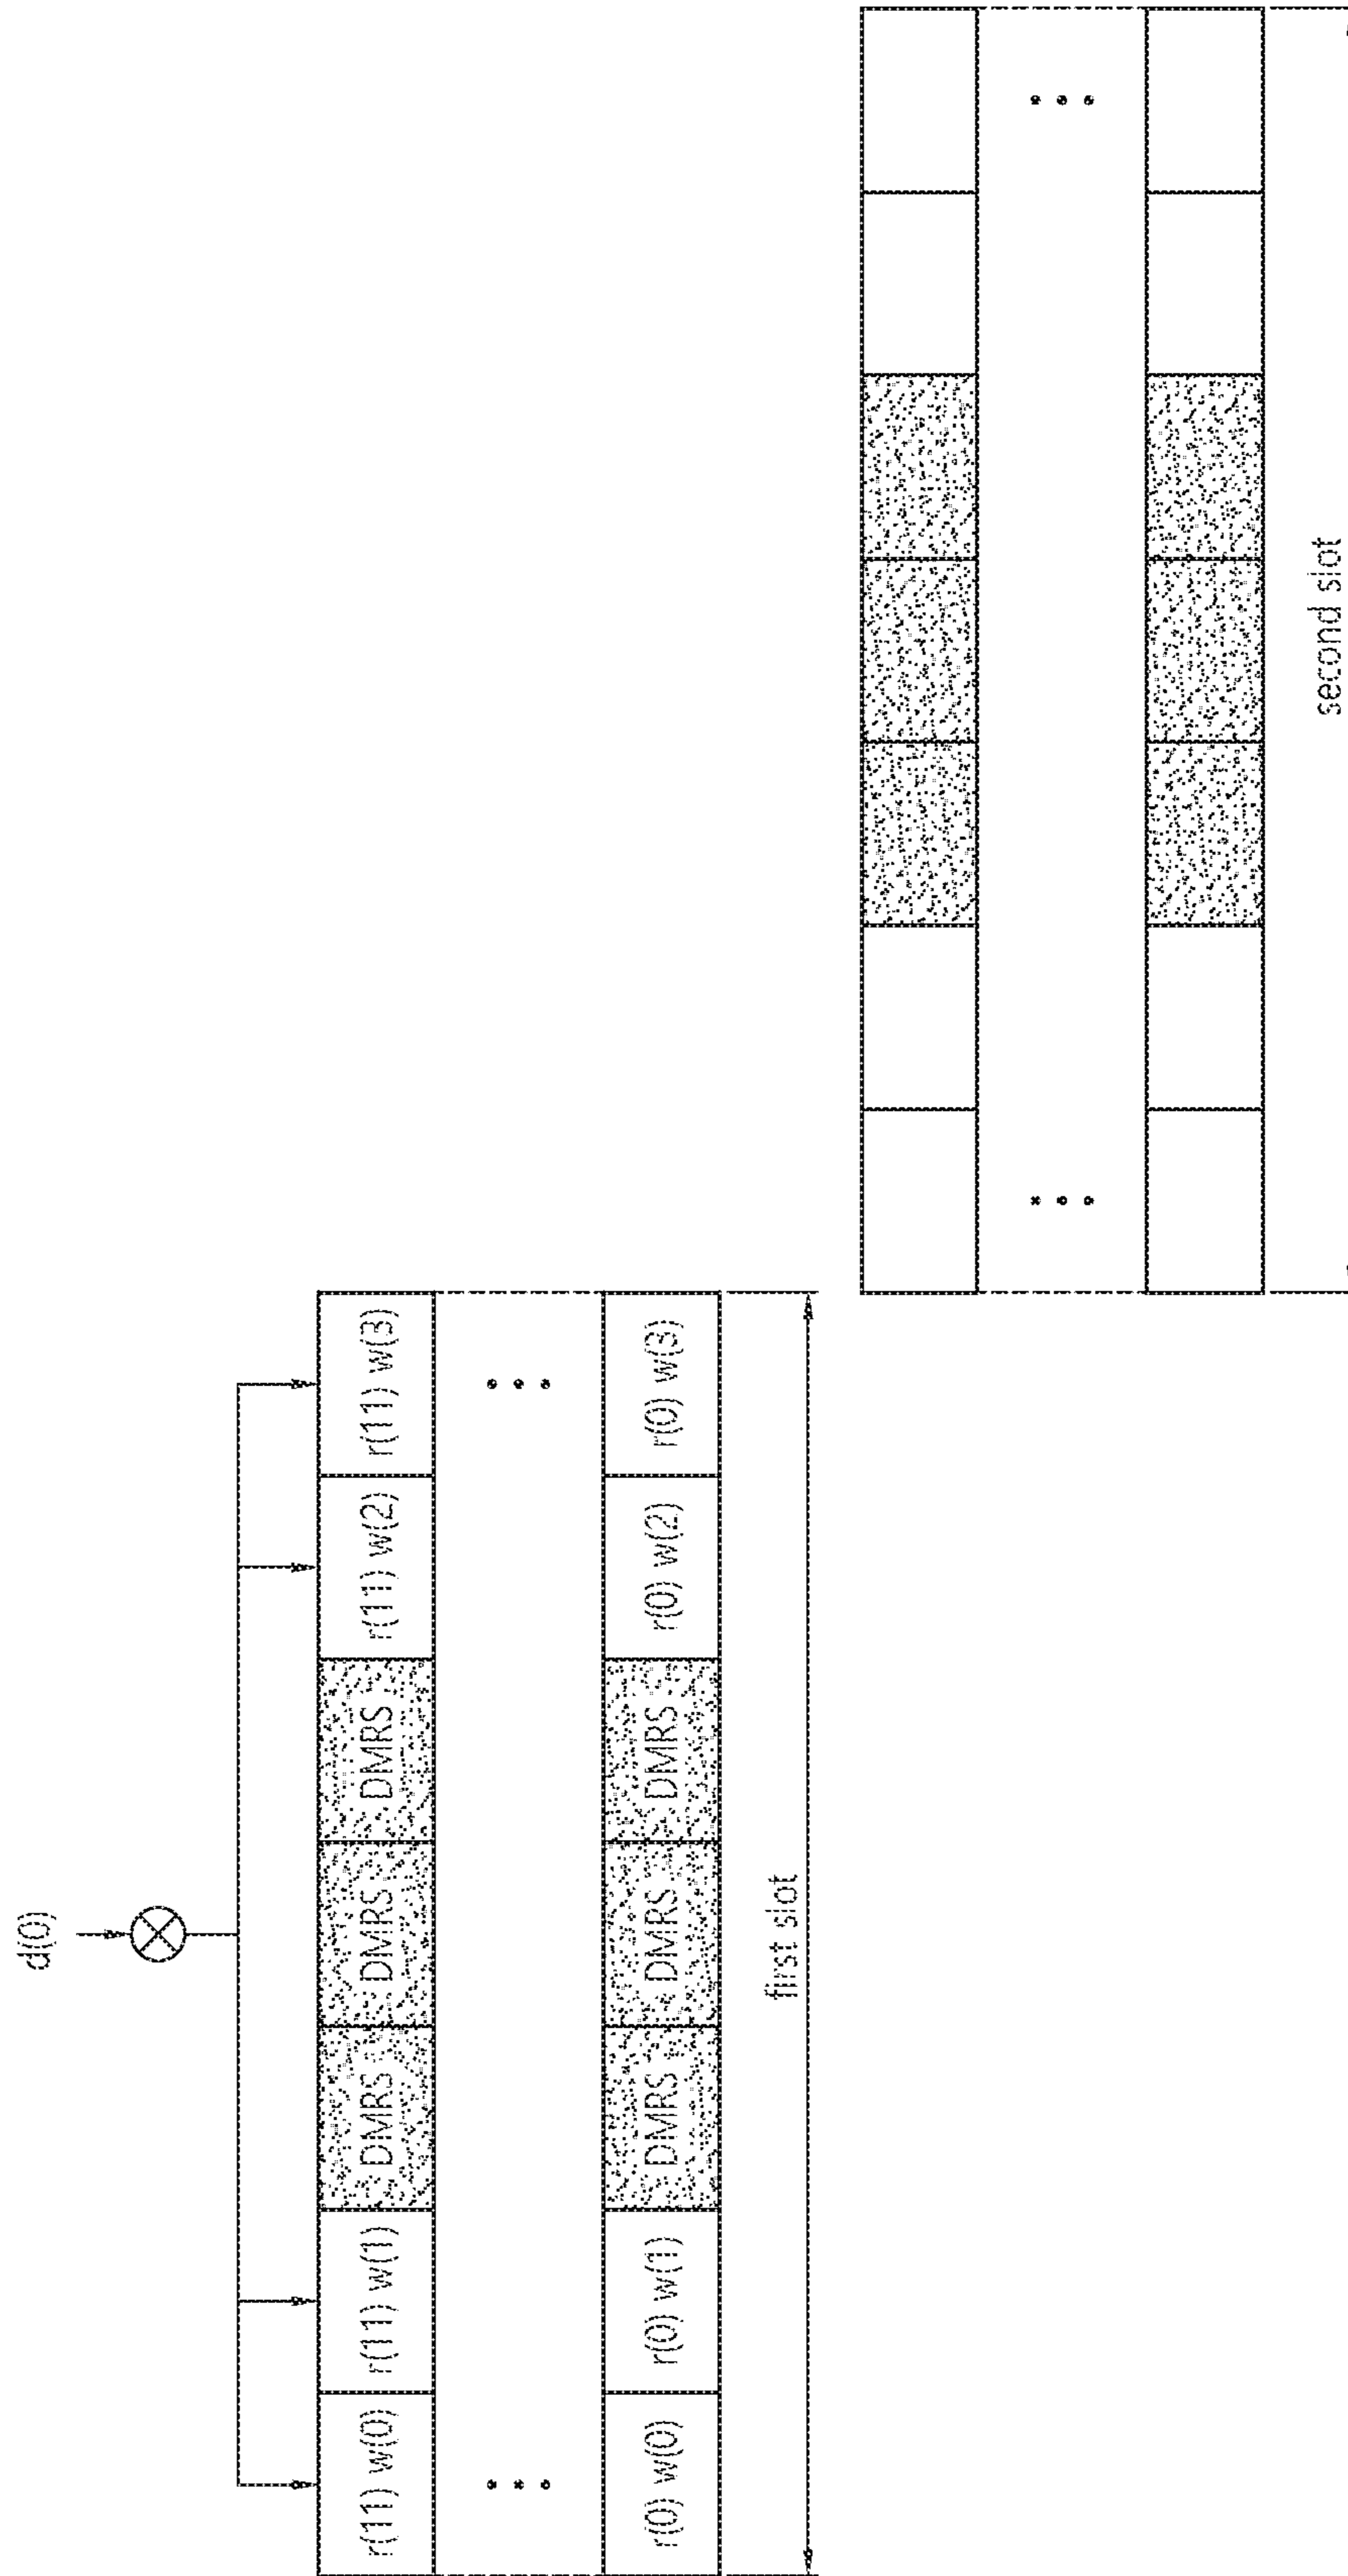 d(0)
r(11) w(0)
r(11) w(1)
DMRS
DMRS
DMRS
r(11) w(2)
r(11) w(3)
r(0) w(0)
r(0) w(1)
DMRS
DMRS
DMRS
r(0) w(2)
r(0) w(3)
first slot
second slot